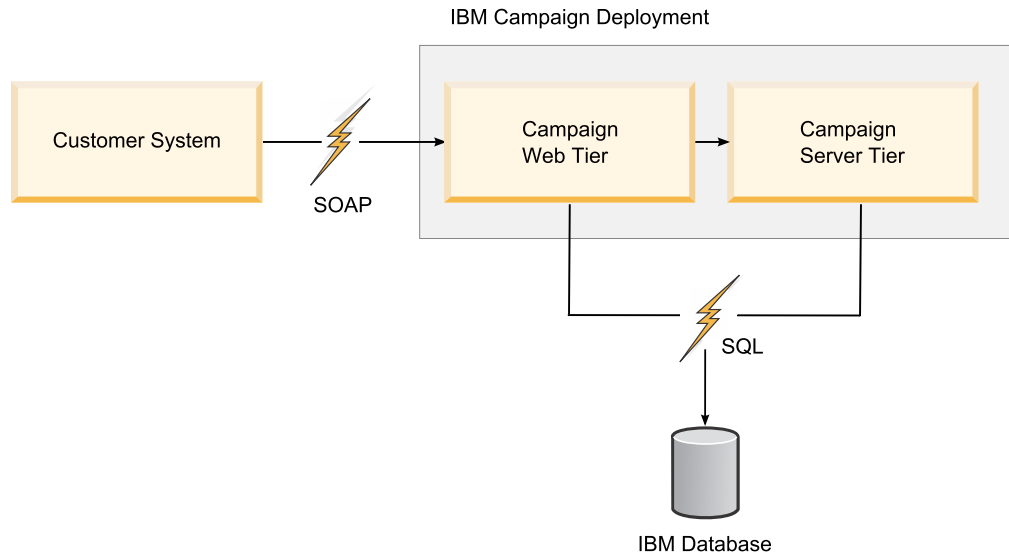 IBM Campaign Deployment
Customer System
SOAP
Campaign
Web Tier
Campaign
Server Tier
SQL
IBM Database